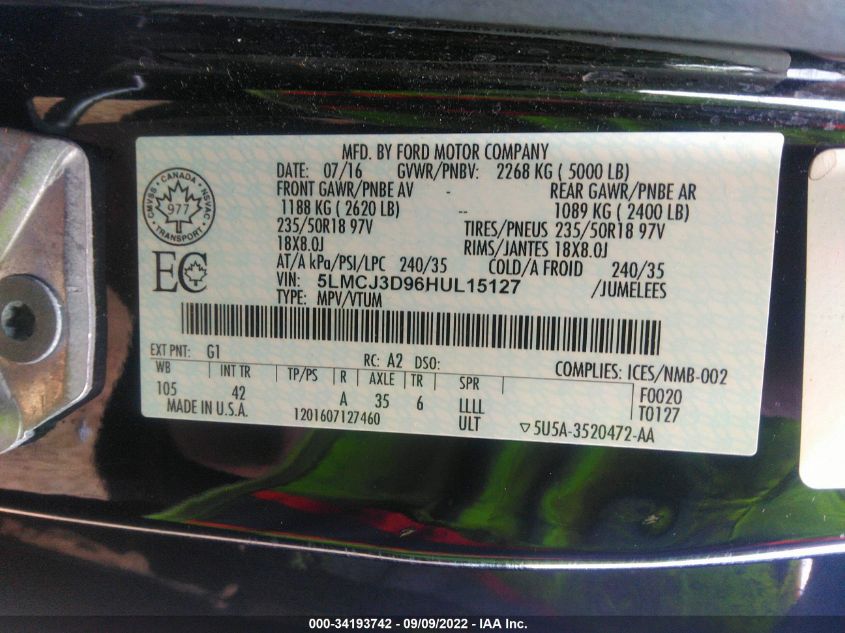 MFD. BY FORD MOTOR COMPANY
DATE: 07/16 GVWR/PNBV: 2268 KG ( 5000 LB)
FRONT GAWR/PNBE AV - REAR GAWR/PNBE AR
1188 KG ( 2620 LB) -- 1089 KG ( 2400 LB)
235/50R18 97V TIRES/PNEUS 235/50R18 97V
18X8.0J RIMS/JANTES 18X8.0J
AT/A kPa/PSI/LPC 240/35 COLD/A FROID 240/35
VIN: 5LMCJ3D96HUL15127 /JUMELEES
TYPE: MPV/VTUM
CANADA
CMVSS NSVAC
977
TRANSPORT
EC
EXT PNT: G1 RC: A2 DSO: COMPLIES: ICES/NMB-002
WB INT TR TP/PS R AXLE TR SPR F0020
105 42 A 35 6 LLLL T0127
MADE IN U.S.A. 1201607127460 ULT ▽5U5A-3520472-AA
000-34193742 - 09/09/2022 - IAA Inc.